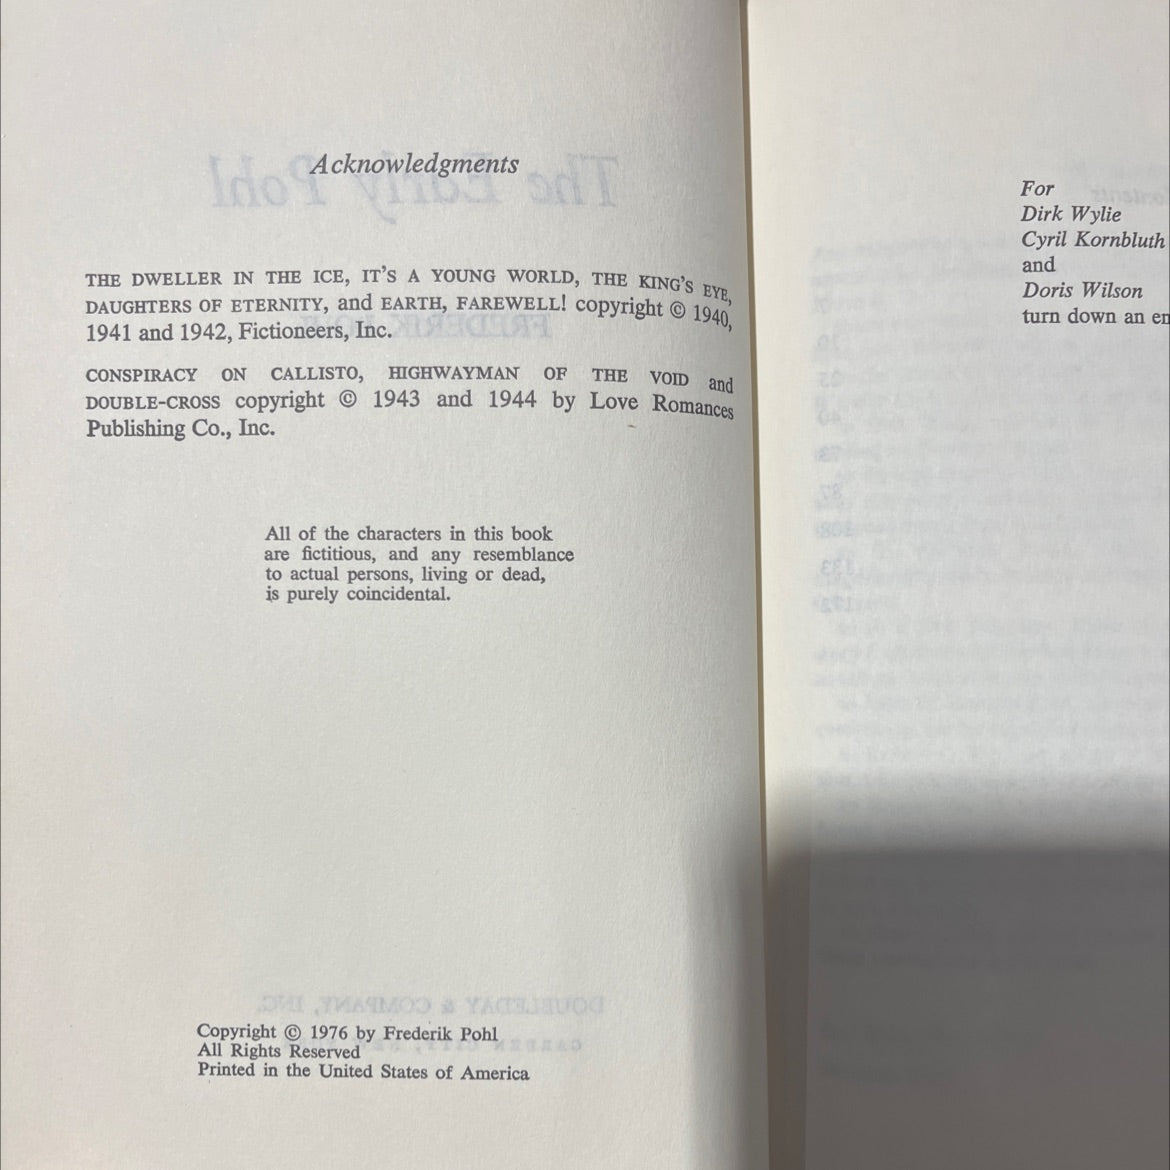 Acknowledgments
THE DWELLER IN THE ICE, IT'S A YOUNG WORLD, THE KING'S EYE,
DAUGHTERS OF ETERNITY, and EARTH, FAREWELL! copyright © 1940,
1941 and 1942, Fictioneers, Inc.
CONSPIRACY ON CALLISTO, HIGHWAYMAN OF THE VOID and
DOUBLE-CROSS copyright © 1943 and 1944 by Love Romances
Publishing Co., Inc.
All of the characters in this book
are fictitious, and any resemblance
to actual persons, living or dead,
is purely coincidental.
Copyright © 1976 by Frederik Pohl
All Rights Reserved
Printed in the United States of America
For
Dirk Wylie
Cyril Kornbluth
and
Doris Wilson
turn down an